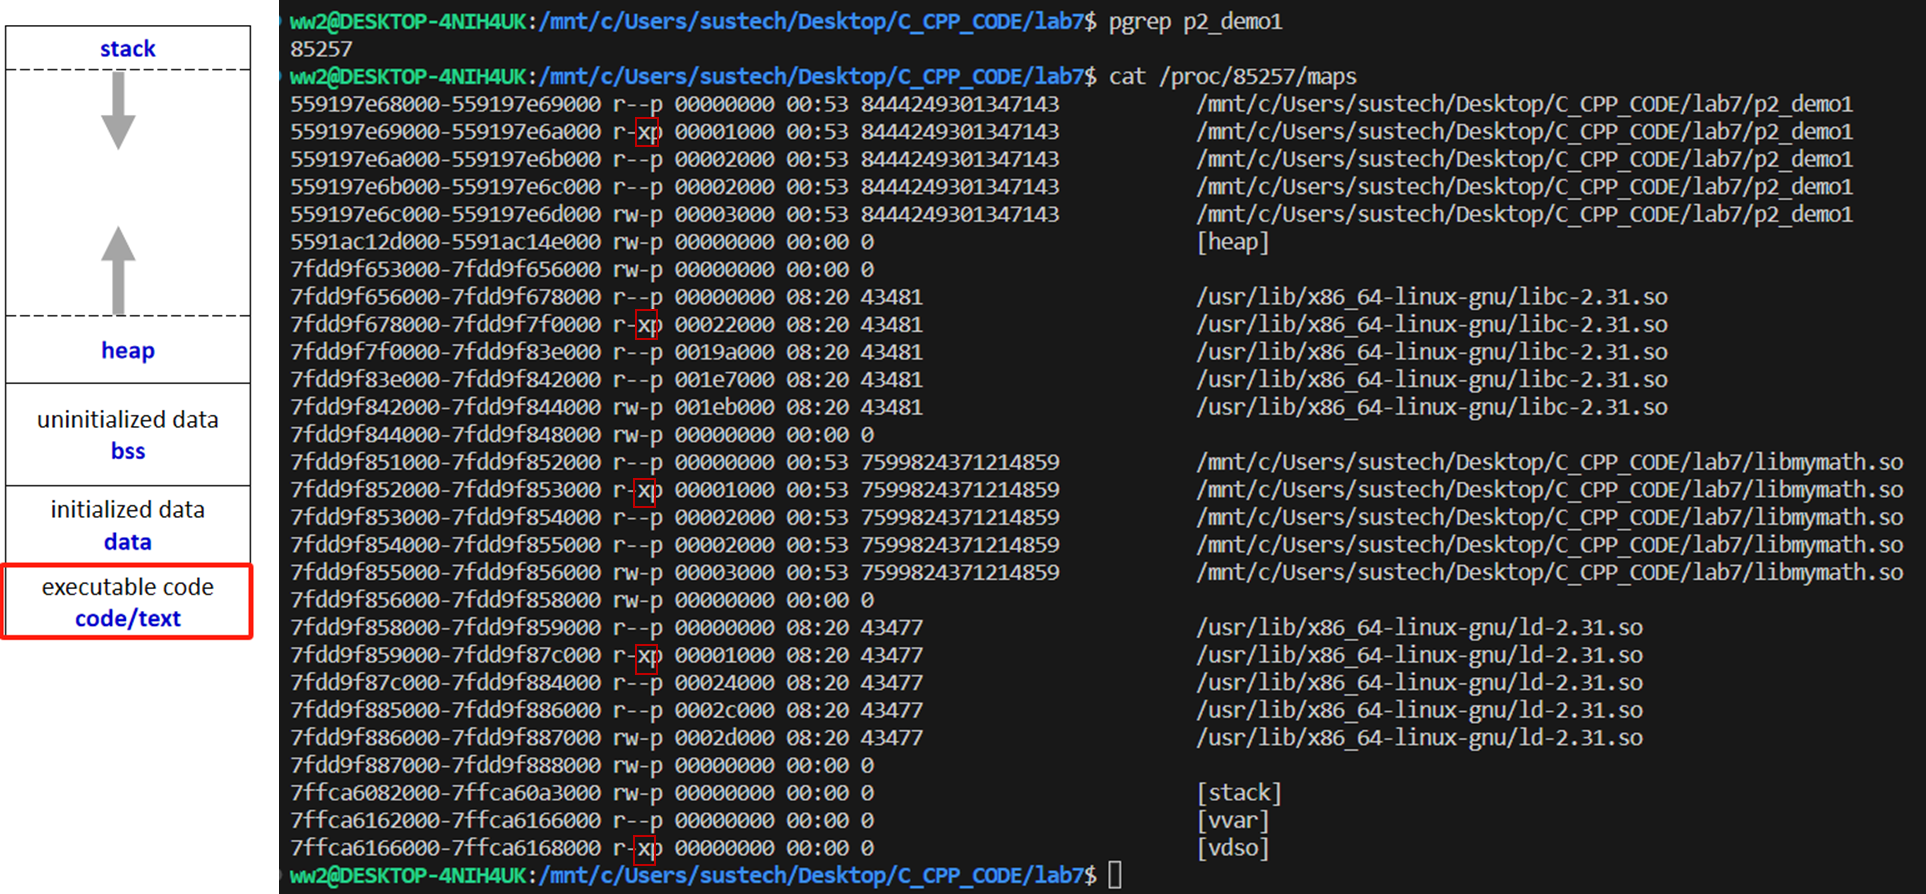 stack
heap
uninitialized data
bss
initialized data
data
executable code
code/text
ww2@DESKTOP-4NIH4UK:/mnt/c/Users/sustech/Desktop/C_CPP_CODE/lab7$ pgrep p2_demo1
85257
ww2@DESKTOP-4NIH4UK:/mnt/c/Users/sustech/Desktop/C_CPP_CODE/lab7$ cat /proc/85257/maps
559197e68000-559197e69000 r--p 00000000 00:53 8444249301347143 /mnt/c/Users/sustech/Desktop/C_CPP_CODE/lab7/p2_demo1
559197e69000-559197e6a000 r-xp 00001000 00:53 8444249301347143 /mnt/c/Users/sustech/Desktop/C_CPP_CODE/lab7/p2_demo1
559197e6a000-559197e6b000 r--p 00002000 00:53 8444249301347143 /mnt/c/Users/sustech/Desktop/C_CPP_CODE/lab7/p2_demo1
559197e6b000-559197e6c000 r--p 00002000 00:53 8444249301347143 /mnt/c/Users/sustech/Desktop/C_CPP_CODE/lab7/p2_demo1
559197e6c000-559197e6d000 rw-p 00003000 00:53 8444249301347143 /mnt/c/Users/sustech/Desktop/C_CPP_CODE/lab7/p2_demo1
5591ac12d000-5591ac14e000 rw-p 00000000 00:00 0 [heap]
7fdd9f653000-7fdd9f656000 rw-p 00000000 00:00 0
7fdd9f656000-7fdd9f678000 r--p 00000000 08:20 43481 /usr/lib/x86_64-linux-gnu/libc-2.31.so
7fdd9f678000-7fdd9f7f0000 r-xp 00022000 08:20 43481 /usr/lib/x86_64-linux-gnu/libc-2.31.so
7fdd9f7f0000-7fdd9f83e000 r--p 0019a000 08:20 43481 /usr/lib/x86_64-linux-gnu/libc-2.31.so
7fdd9f83e000-7fdd9f842000 r--p 001e7000 08:20 43481 /usr/lib/x86_64-linux-gnu/libc-2.31.so
7fdd9f842000-7fdd9f844000 rw-p 001eb000 08:20 43481 /usr/lib/x86_64-linux-gnu/libc-2.31.so
7fdd9f844000-7fdd9f848000 rw-p 00000000 00:00 0
7fdd9f851000-7fdd9f852000 r--p 00000000 00:53 7599824371214859 /mnt/c/Users/sustech/Desktop/C_CPP_CODE/lab7/libmymath.so
7fdd9f852000-7fdd9f853000 r-xp 00001000 00:53 7599824371214859 /mnt/c/Users/sustech/Desktop/C_CPP_CODE/lab7/libmymath.so
7fdd9f853000-7fdd9f854000 r--p 00002000 00:53 7599824371214859 /mnt/c/Users/sustech/Desktop/C_CPP_CODE/lab7/libmymath.so
7fdd9f854000-7fdd9f855000 r--p 00002000 00:53 7599824371214859 /mnt/c/Users/sustech/Desktop/C_CPP_CODE/lab7/libmymath.so
7fdd9f855000-7fdd9f856000 rw-p 00003000 00:53 7599824371214859 /mnt/c/Users/sustech/Desktop/C_CPP_CODE/lab7/libmymath.so
7fdd9f856000-7fdd9f858000 rw-p 00000000 00:00 0
7fdd9f858000-7fdd9f859000 r--p 00000000 08:20 43477 /usr/lib/x86_64-linux-gnu/ld-2.31.so
7fdd9f859000-7fdd9f87c000 r-xp 00001000 08:20 43477 /usr/lib/x86_64-linux-gnu/ld-2.31.so
7fdd9f87c000-7fdd9f884000 r--p 00024000 08:20 43477 /usr/lib/x86_64-linux-gnu/ld-2.31.so
7fdd9f885000-7fdd9f886000 r--p 0002c000 08:20 43477 /usr/lib/x86_64-linux-gnu/ld-2.31.so
7fdd9f886000-7fdd9f887000 rw-p 0002d000 08:20 43477 /usr/lib/x86_64-linux-gnu/ld-2.31.so
7fdd9f887000-7fdd9f888000 rw-p 00000000 00:00 0
7ffca6082000-7ffca60a3000 rw-p 00000000 00:00 0 [stack]
7ffca6162000-7ffca6166000 r--p 00000000 00:00 0 [vvar]
7ffca6166000-7ffca6168000 r-xp 00000000 00:00 0 [vdso]
ww2@DESKTOP-4NIH4UK:/mnt/c/Users/sustech/Desktop/C_CPP_CODE/lab7$